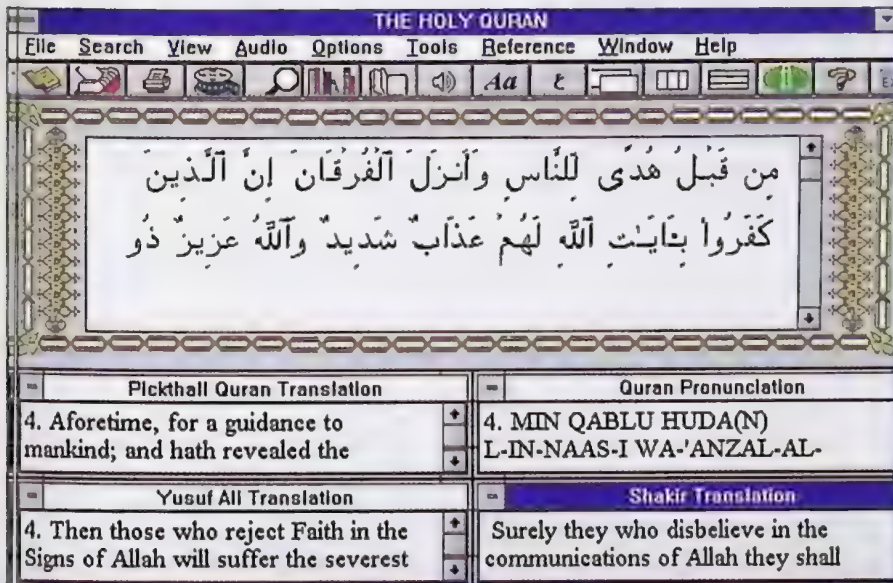 THE HOLY QURAN
File Search View Audio Options Tools Reference Window Help
Aa ع
مِن قَبْلُ هُدًى لِّلنَّاسِ وَأَنزَلَ ٱلْفُرْقَانَ إِنَّ ٱلَّذِينَ
كَفَرُوا۟ بِـَٔايَـٰتِ ٱللَّهِ لَهُمْ عَذَابٌ شَدِيدٌ وَٱللَّهُ عَزِيزٌ ذُو
Pickthall Quran Translation
4. Aforetime, for a guidance to
mankind; and hath revealed the
Quran Pronunciation
4. MIN QABLU HUDA(N)
L-IN-NAAS-I WA-'ANZAL-AL-
Yusuf Ali Translation
4. Then those who reject Faith in the
Signs of Allah will suffer the severest
Shakir Translation
Surely they who disbelieve in the
communications of Allah they shall